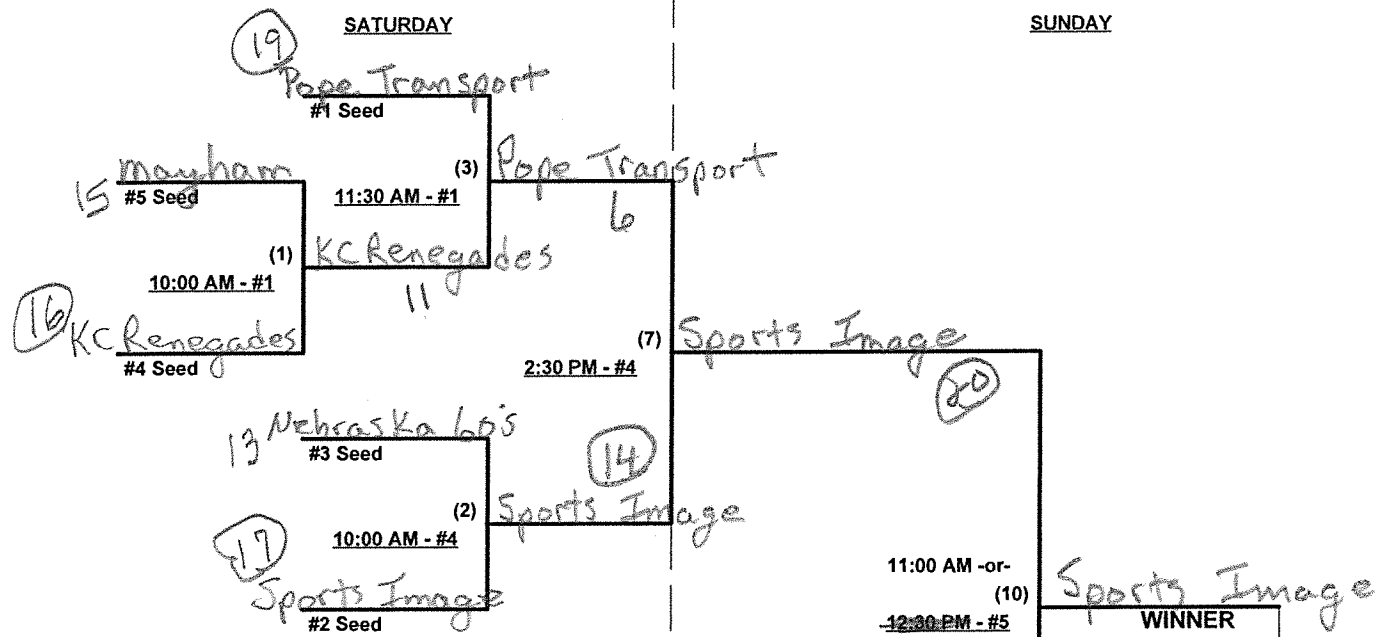 SATURDAY
SUNDAY
19
Pope Transport
#1 Seed
mayham
(3)
Pope Transport
15
#5 Seed
11:30 AM - #1
6
(1)
KC Renegades
10:00 AM - #1
11
16
KC Renegades
#4 Seed
(7)
Sports Image
2:30 PM - #4
20
Nebraska 60's
13
#3 Seed
14
(2)
Sports Image
17
10:00 AM - #4
Sports Image
#2 Seed
11:00 AM -or-
(10)
Sports Image
12:30 PM - #5
WINNER